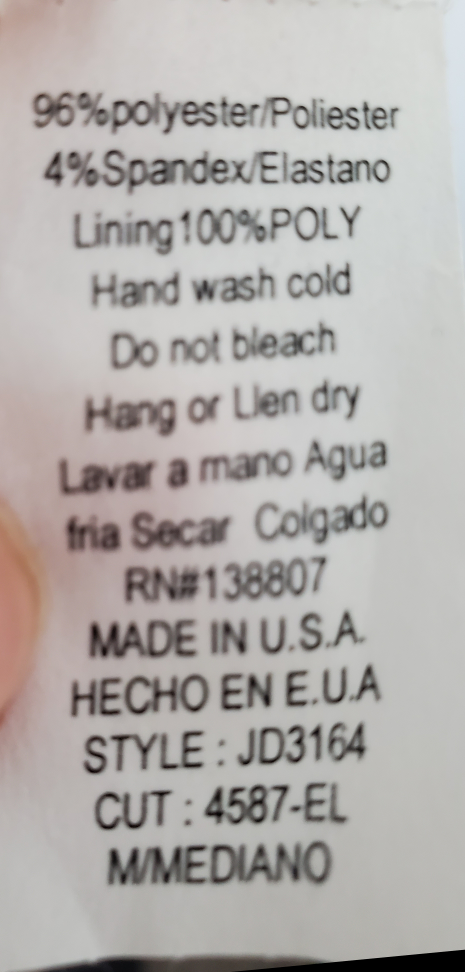 96%polyester/Poliester
4%Spandex/Elastano
Lining100%POLY
Hand wash cold
Do not bleach
Hang or Lien dry
Lavar a mano Agua
fria Secar Colgado
RN#138807
MADE IN U.S.A.
HECHO EN E.U.A
STYLE : JD3164
CUT : 4587-EL
M/MEDIANO